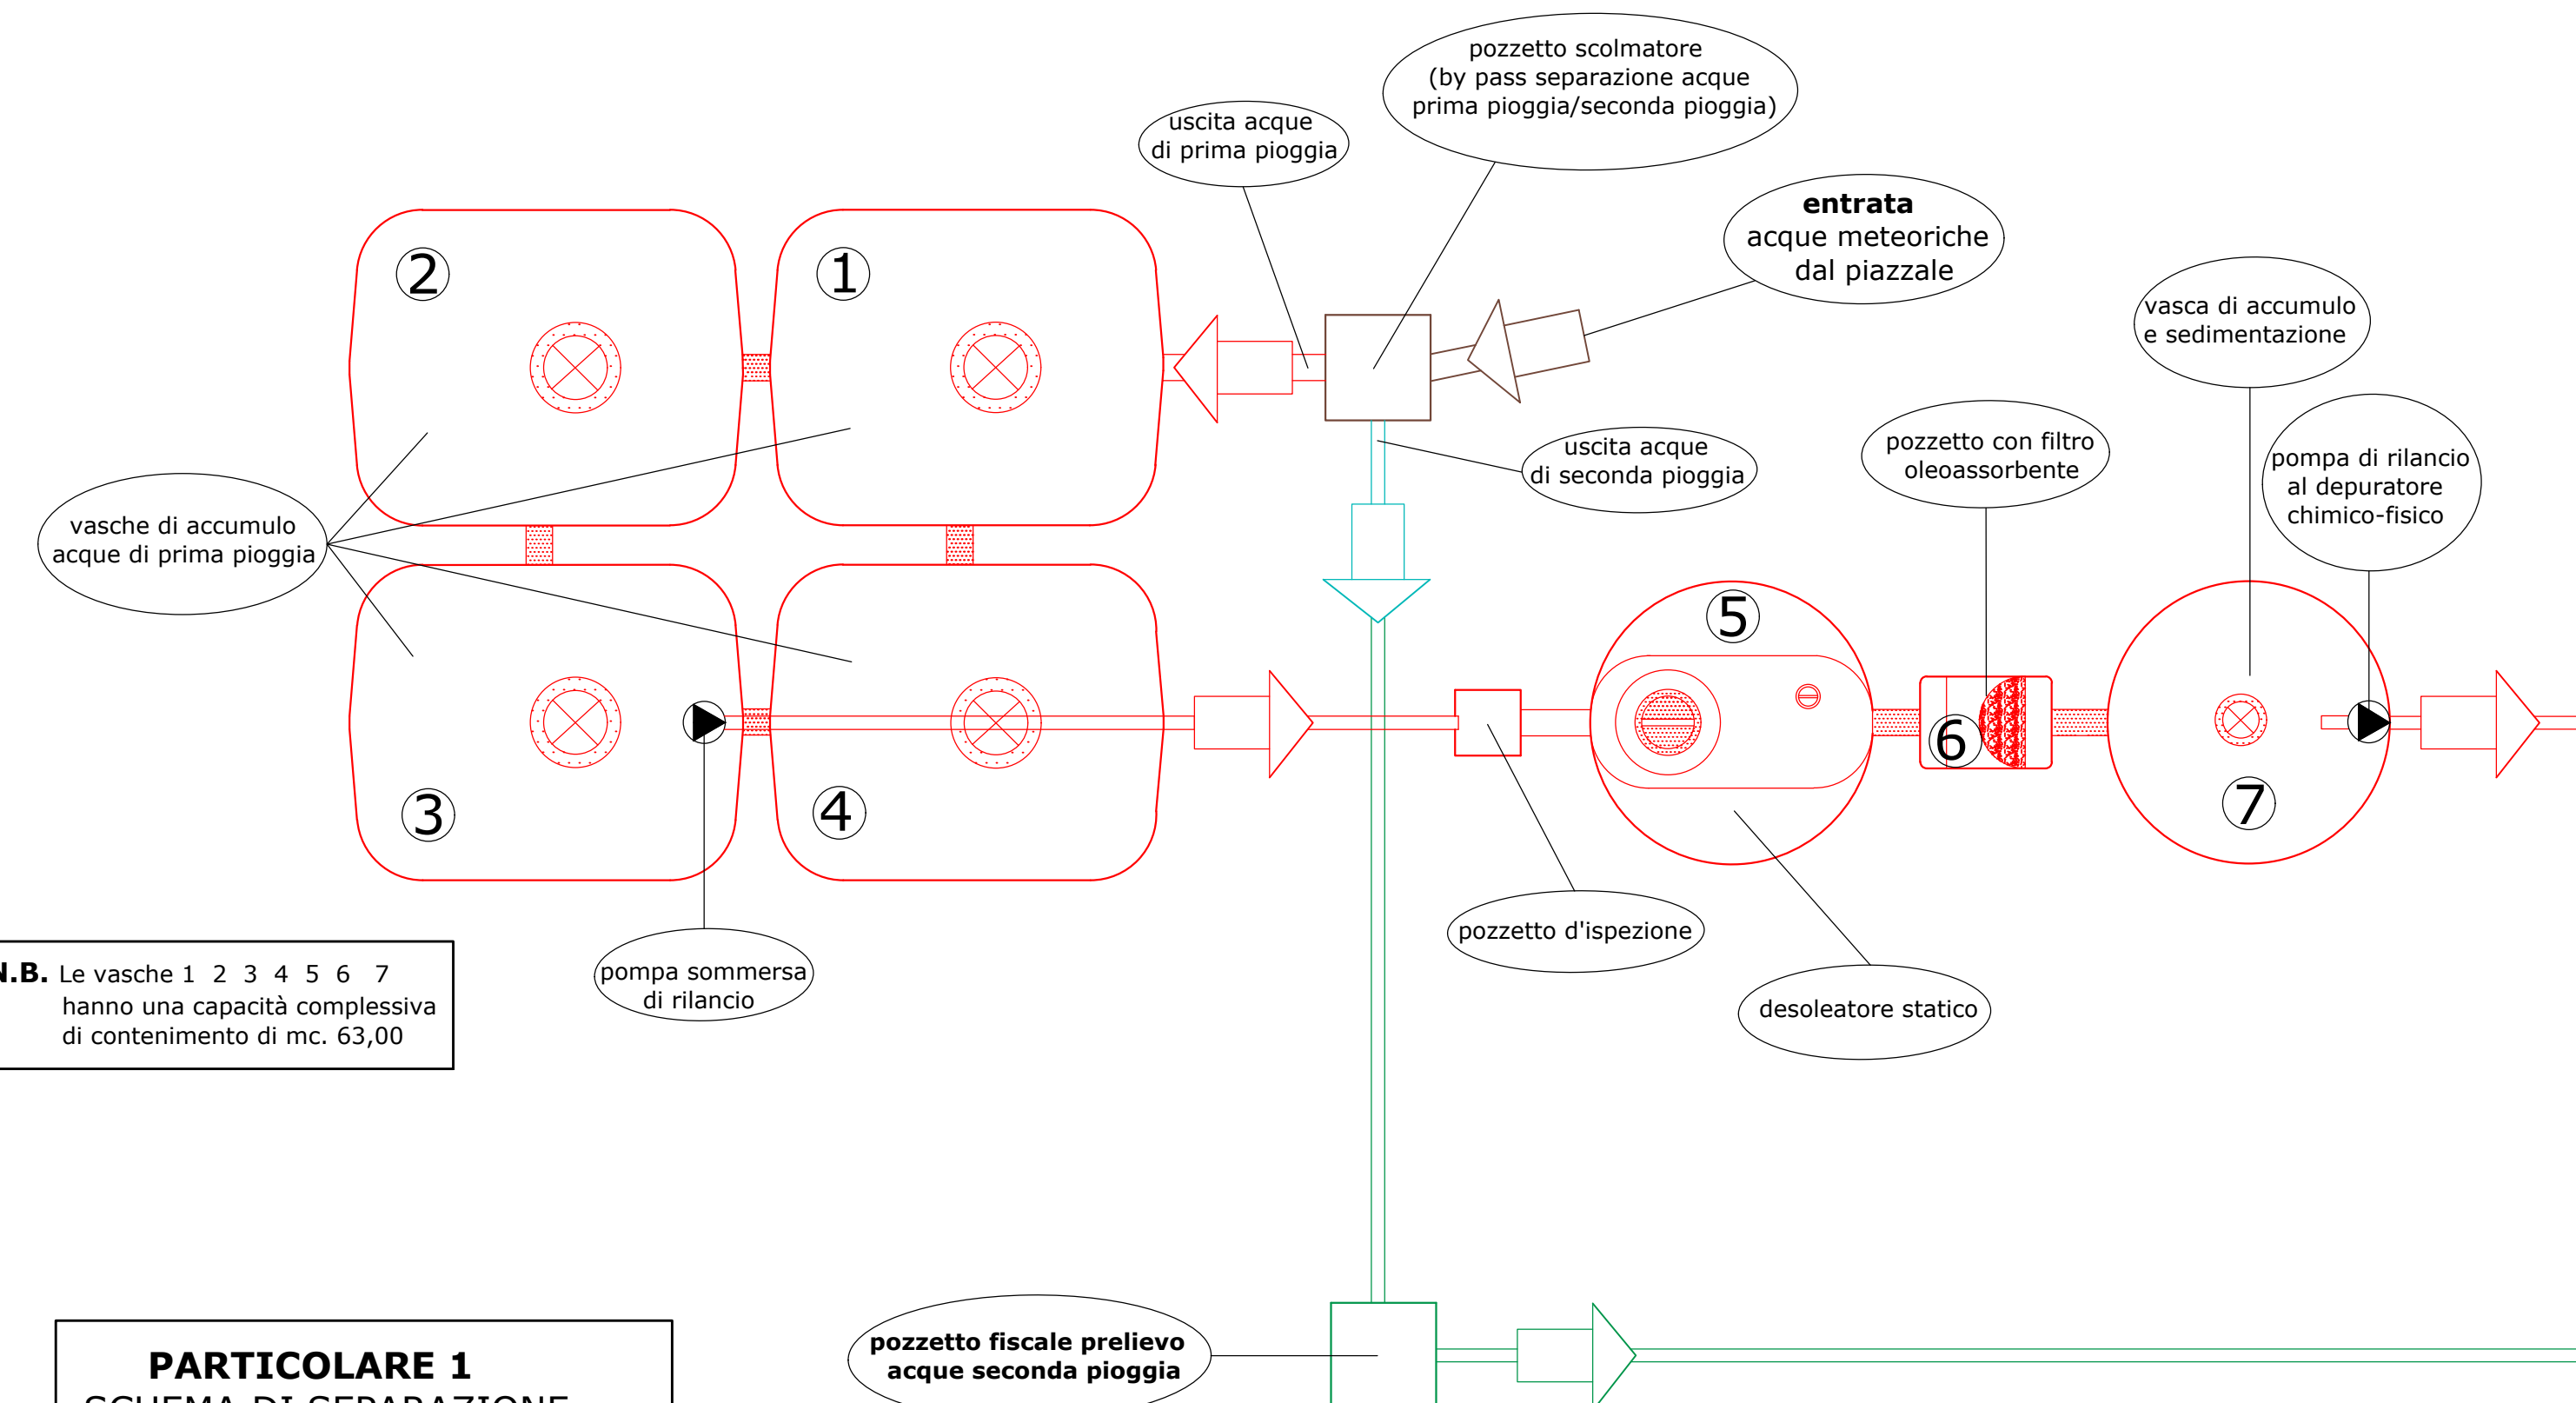 pozzetto scolmatore
(by pass separazione acque
prima pioggia/seconda pioggia)
uscita acque
di prima pioggia
entrata
acque meteoriche
dal piazzale
2
1
vasca di accumulo
e sedimentazione
uscita acque
di seconda pioggia
pozzetto con filtro
oleoassorbente
pompa di rilancio
al depuratore
chimico-fisico
vasche di accumulo
acque di prima pioggia
5
6
7
3
4
pozzetto d'ispezione
pompa sommersa
di rilancio
desoleatore statico
N.B. Le vasche 1 2 3 4 5 6 7
hanno una capacità complessiva
di contenimento di mc. 63,00
pozzetto fiscale prelievo
acque seconda pioggia
PARTICOLARE 1
SCHEMA DI SEPARAZIONE